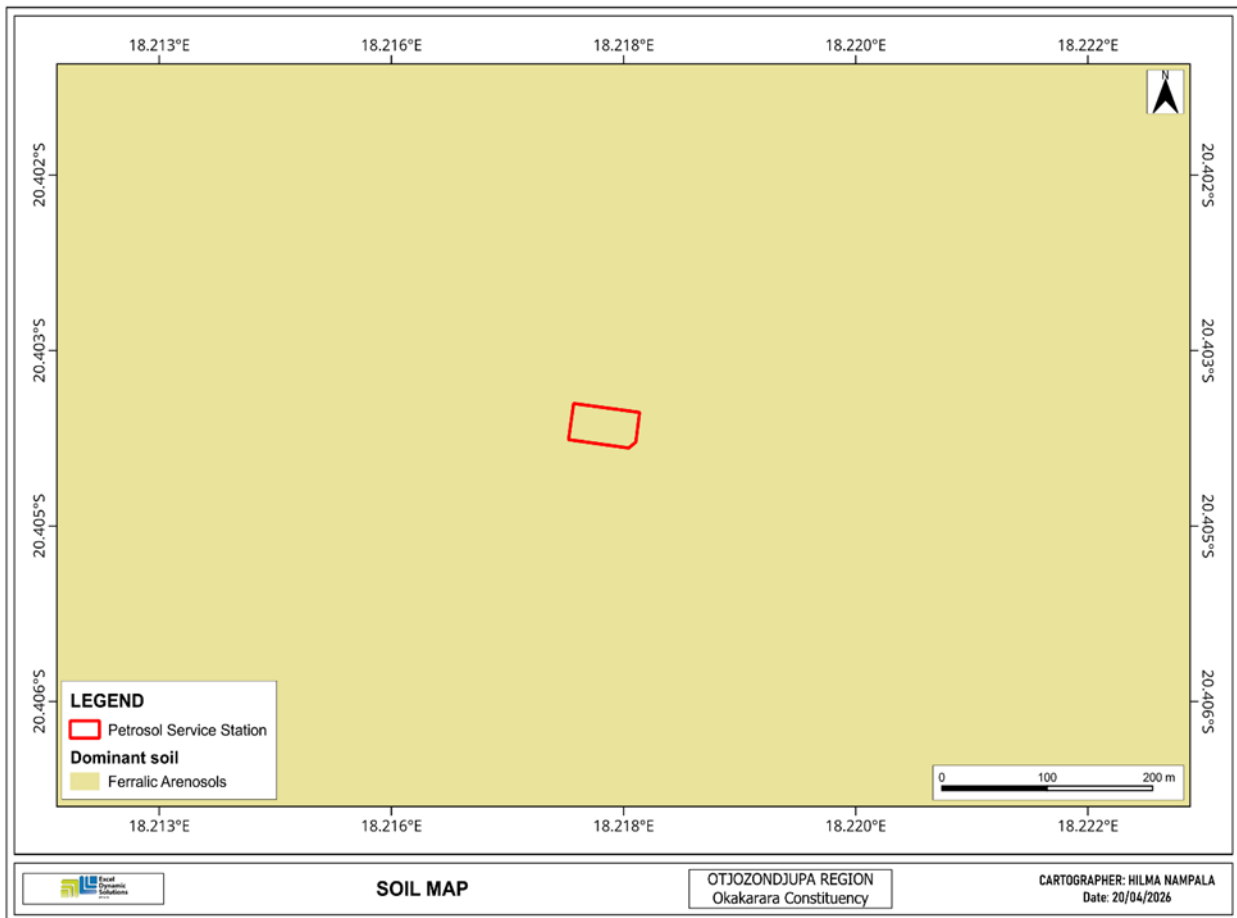 18.213°E 18.216°E 18.218°E 18.220°E 18.222°E
N
20.402°S 20.402°S
20.403°S 20.403°S
20.405°S 20.405°S
20.406°S 20.406°S
LEGEND
Petrosol Service Station
Dominant soil
Ferralic Arenosols
0 100 200 m
18.213°E 18.216°E 18.218°E 18.220°E 18.222°E
Excel
Dynamic
Solutions
SOIL MAP
OTJOZONDJUPA REGION
Okakarara Constituency
CARTOGRAPHER: HILMA NAMPALA
Date: 20/04/2026